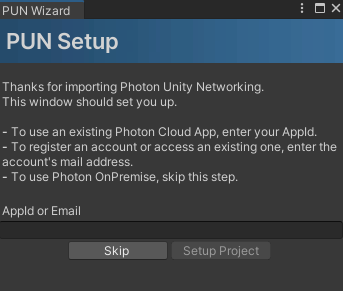 PUN Wizard
PUN Setup
Thanks for importing Photon Unity Networking.
This window should set you up.
- To use an existing Photon Cloud App, enter your AppId.
- To register an account or access an existing one, enter the
account's mail address.
- To use Photon OnPremise, skip this step.
AppId or Email
Skip
Setup Project